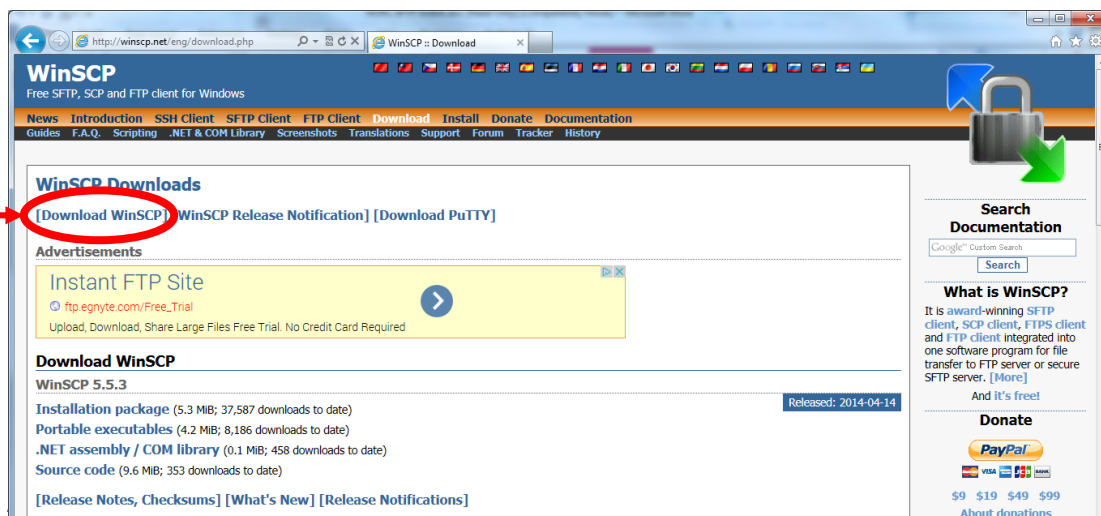 http://winscp.net/eng/download.php
WinSCP :: Download
WinSCP
Free SFTP, SCP and FTP client for Windows
News Introduction SSH Client SFTP Client FTP Client Download Install Donate Documentation
Guides F.A.Q. Scripting .NET & COM Library Screenshots Translations Support Forum Tracker History
WinSCP Downloads
[Download WinSCP] [WinSCP Release Notification] [Download PuTTY]
Advertisements
Instant FTP Site
ftp.egnyte.com/Free_Trial
Upload, Download, Share Large Files Free Trial. No Credit Card Required
Download WinSCP
WinSCP 5.5.3
Released: 2014-04-14
Installation package (5.3 MiB; 37,587 downloads to date)
Portable executables (4.2 MiB; 8,186 downloads to date)
.NET assembly / COM library (0.1 MiB; 458 downloads to date)
Source code (9.6 MiB; 353 downloads to date)
[Release Notes, Checksums] [What's New] [Release Notifications]
Search
Documentation
Google™ Custom Search
Search
What is WinSCP?
It is award-winning SFTP
client, SCP client, FTPS client
and FTP client integrated into
one software program for file
transfer to FTP server or secure
SFTP server. [More]
And it's free!
Donate
PayPal
VISA
$9 $19 $49 $99
About donations